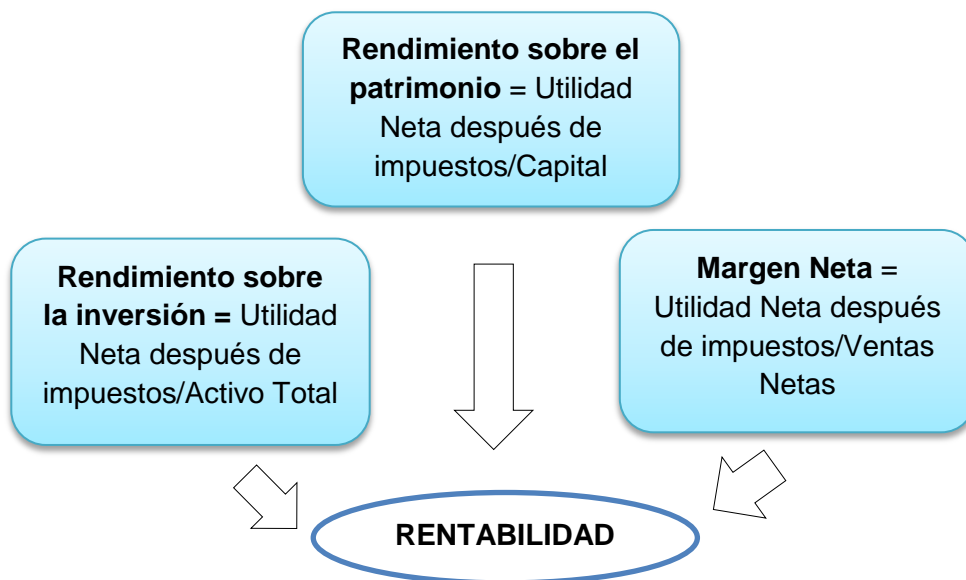 Rendimiento sobre el
patrimonio = Utilidad
Neta después de
impuestos/Capital
Rendimiento sobre
la inversión = Utilidad
Neta después de
impuestos/Activo Total
Margen Neta =
Utilidad Neta después
de impuestos/Ventas
Netas
RENTABILIDAD